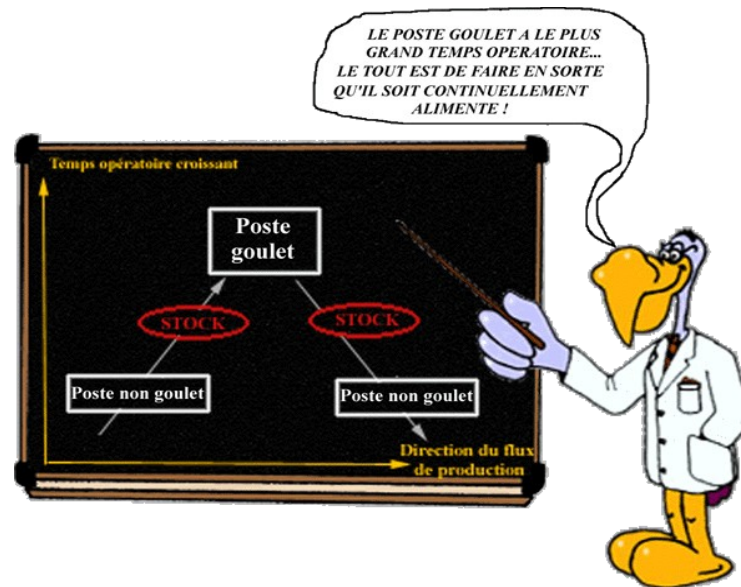 LE POSTE GOULET A LE PLUS
GRAND TEMPS OPERATOIRE...
LE TOUT EST DE FAIRE EN SORTE
QU'IL SOIT CONTINUELLEMENT
ALIMENTE !
Temps opératoire croissant
Poste
goulet
STOCK
STOCK
Poste non goulet
Poste non goulet
Direction du flux
de production